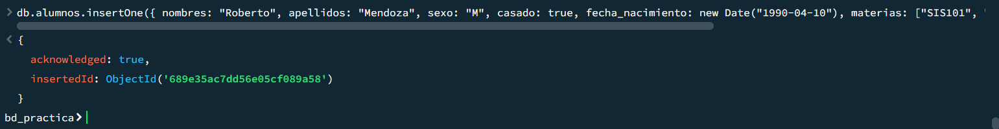 > db.alumnos.insertOne({ nombres: "Roberto", apellidos: "Mendoza", sexo: "M", casado: true, fecha_nacimiento: new Date("1990-04-10"), materias: ["SIS101", "
< {
acknowledged: true,
insertedId: ObjectId('689e35ac7dd56e05cf089a58')
}
bd_practica>